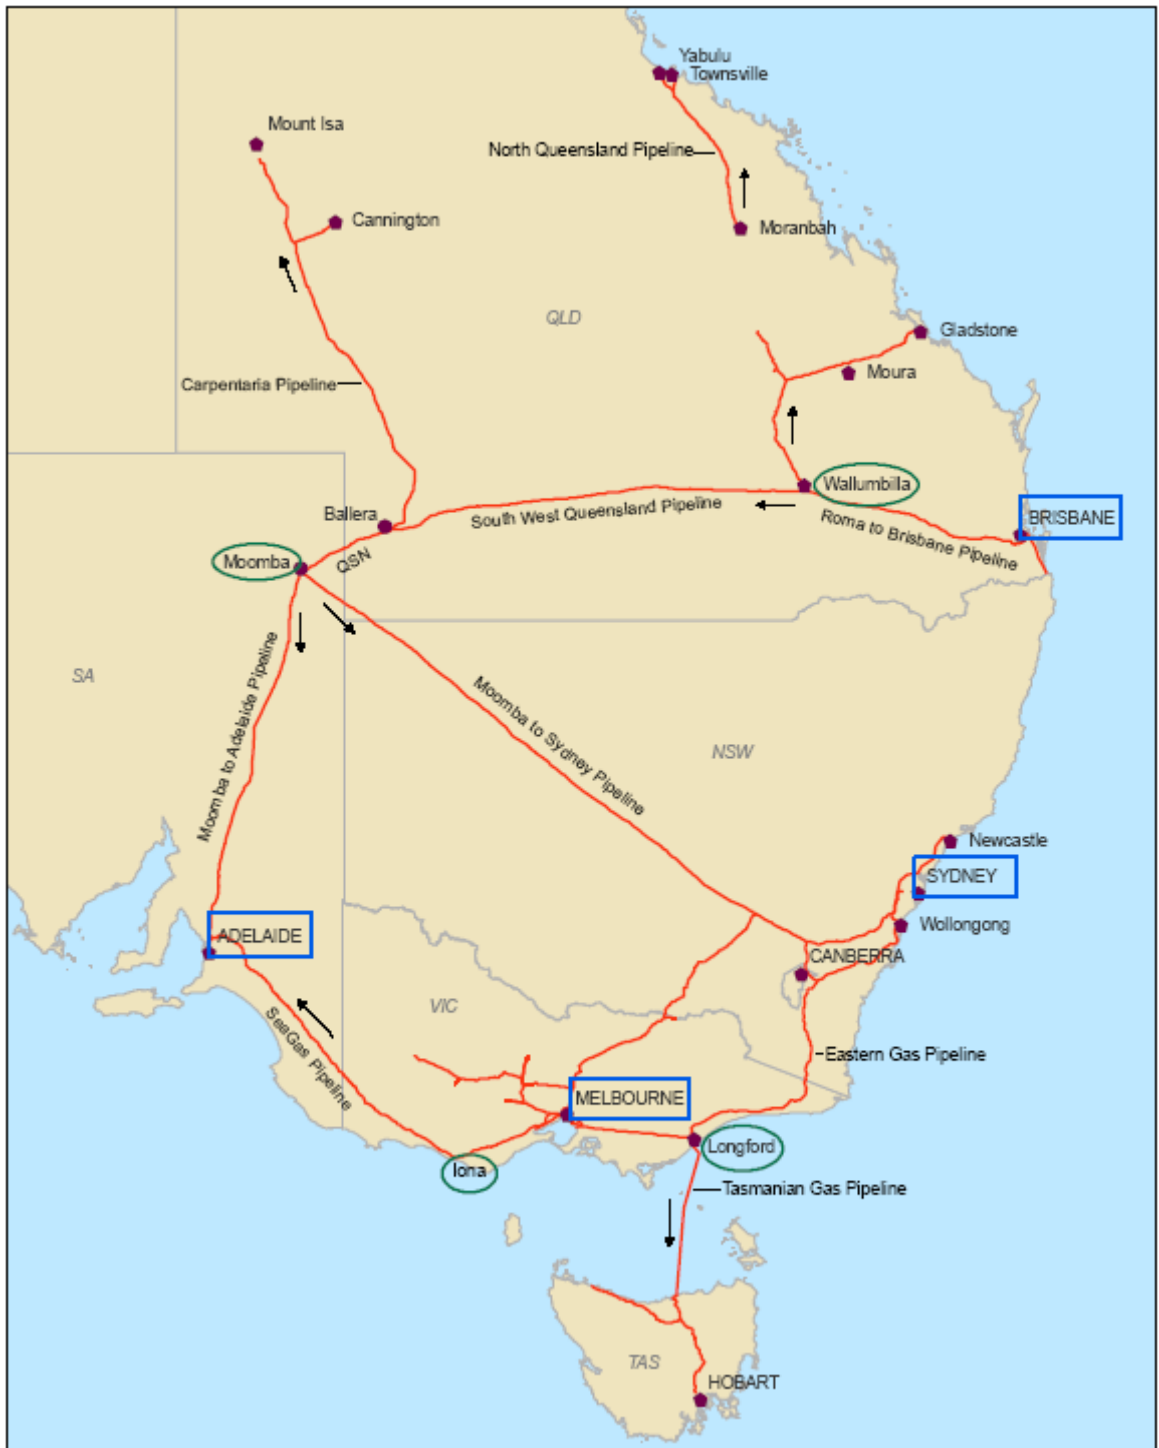 Yabulu
Townsville
Mount Isa
North Queensland Pipeline
Cannington
Moranbah
QLD
Gladstone
Moura
Carpentaria Pipeline
Wallumbilla
South West Queensland Pipeline
Ballera
Roma to Brisbane Pipeline
BRISBANE
Moomba
QSN
SA
Moomba to Adelaide Pipeline
Moomba to Sydney Pipeline
NSW
Newcastle
SYDNEY
Wollongong
ADELAIDE
CANBERRA
VIC
SeaGas Pipeline
Eastern Gas Pipeline
MELBOURNE
Longford
Iona
Tasmanian Gas Pipeline
TAS
HOBART